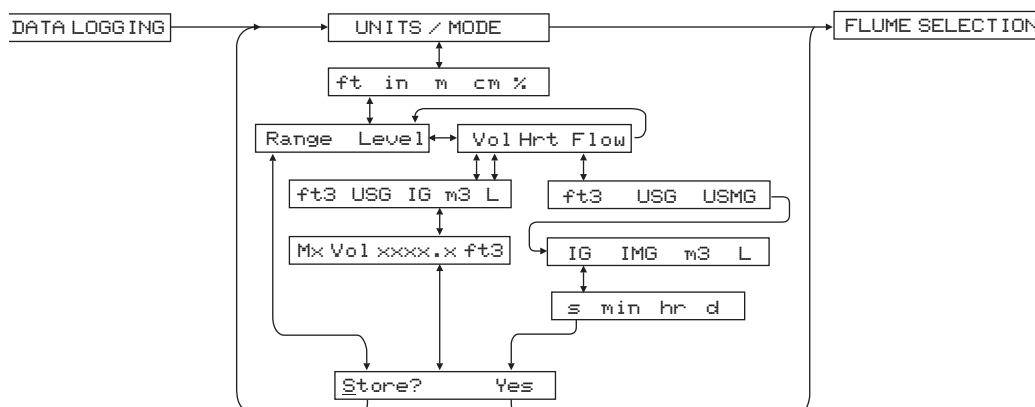 DATA LOGGING
UNITS / MODE
FLUME SELECTION
ft in m cm %
Range Level
Vol Hrt Flow
ft3 USG IG m3 L
ft3 USG USMG
Mx Vol xxxx.x ft3
IG IMG m3 L
s min hr d
Store? Yes